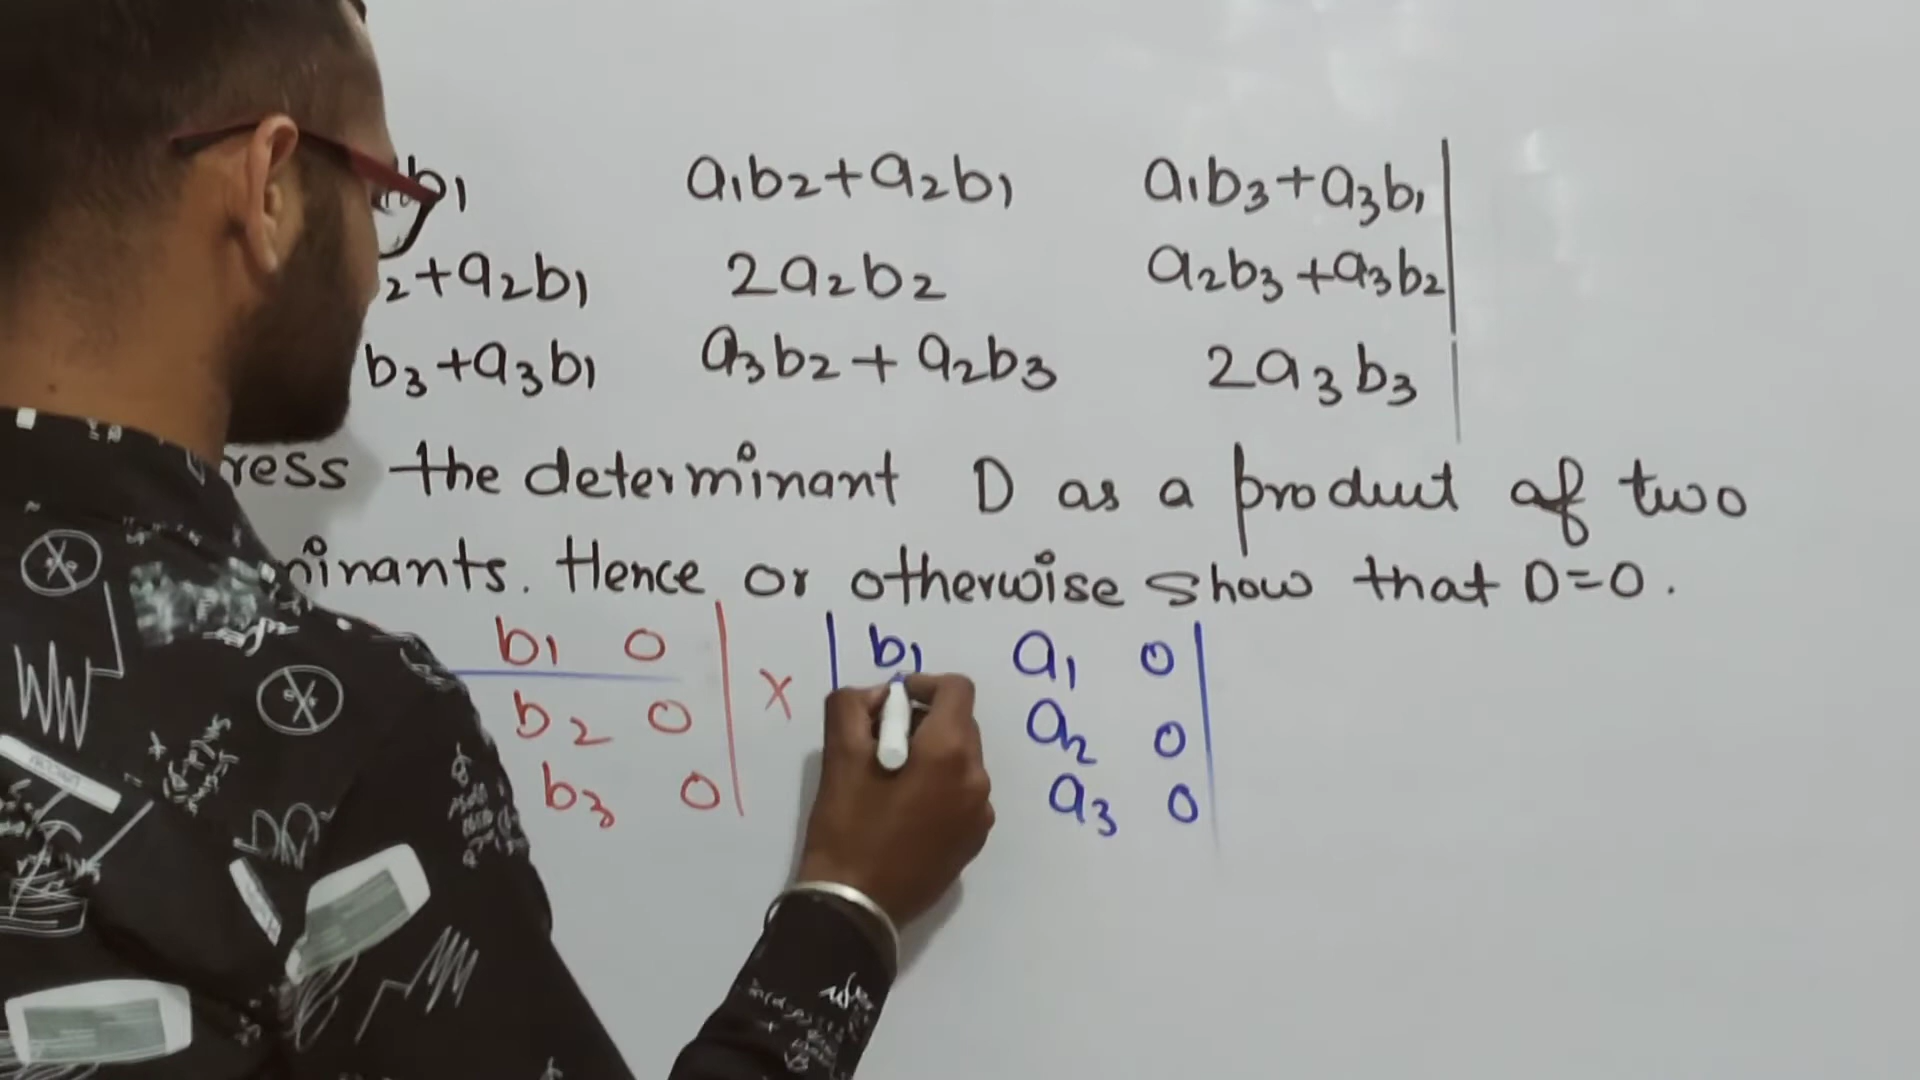 b1 a1b2+a2b1 a1b3+a3b1
2+a2b1 2a2b2 a2b3+a3b2
b3+a3b1 a3b2+a2b3 2a3b3
ress the determinant D as a product of two
minants. Hence or otherwise show that D=0.
b1 0 × b1 a1 0
b2 0 a2 0
b3 0 a3 0